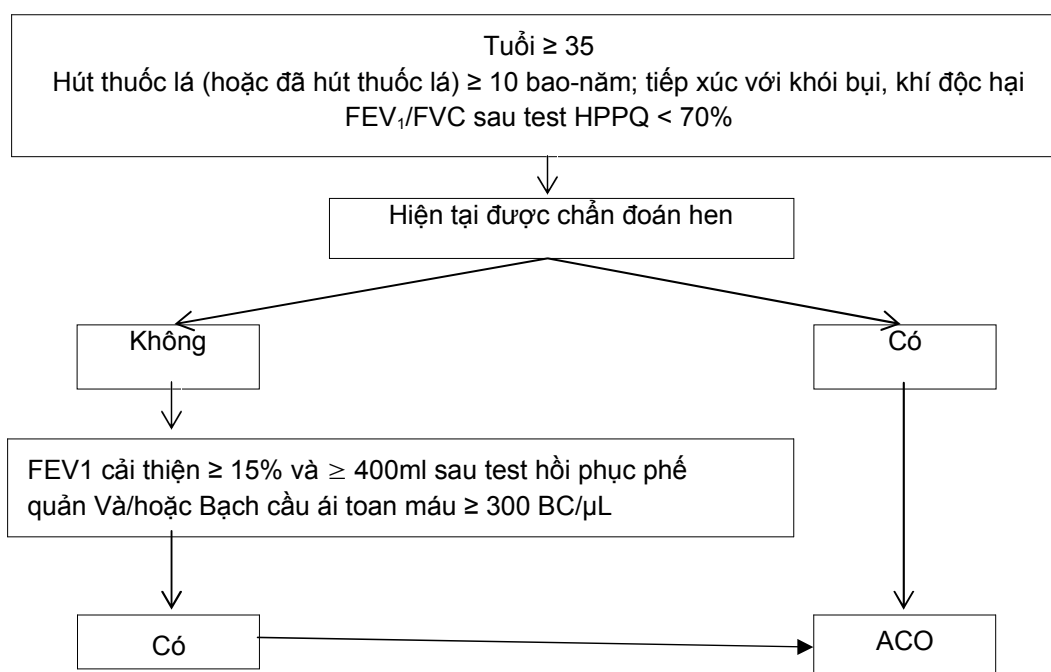 Tuổi ≥ 35
Hút thuốc lá (hoặc đã hút thuốc lá) ≥ 10 bao-năm; tiếp xúc với khói bụi, khí độc hại
FEV₁/FVC sau test HPPQ < 70%
Hiện tại được chẩn đoán hen
Không
Có
FEV1 cải thiện ≥ 15% và ≥ 400ml sau test hồi phục phế
quản Và/hoặc Bạch cầu ái toan máu ≥ 300 BC/µL
Có
ACO